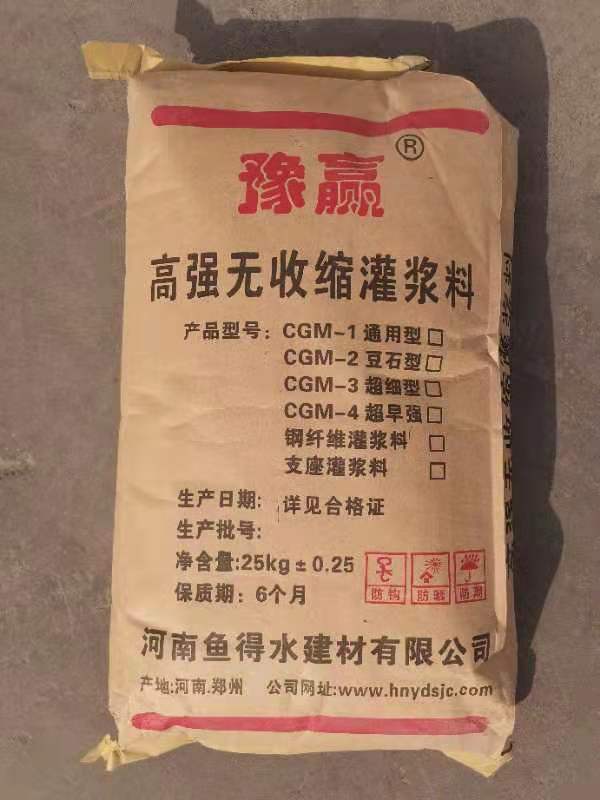 豫赢®
高强无收缩灌浆料
产品型号：CGM-1 通用型□
CGM-2 豆石型□
CGM-3 超细型□
CGM-4 超早强□
钢纤维灌浆料 □
支座灌浆料 □
生产日期：详见合格证
生产批号：
净含量:25kg±0.25
保质期：6个月
防钩 防晒 防潮
河南鱼得水建材有限公司
产地:河南.郑州 公司网址:www.hnydsjc.com